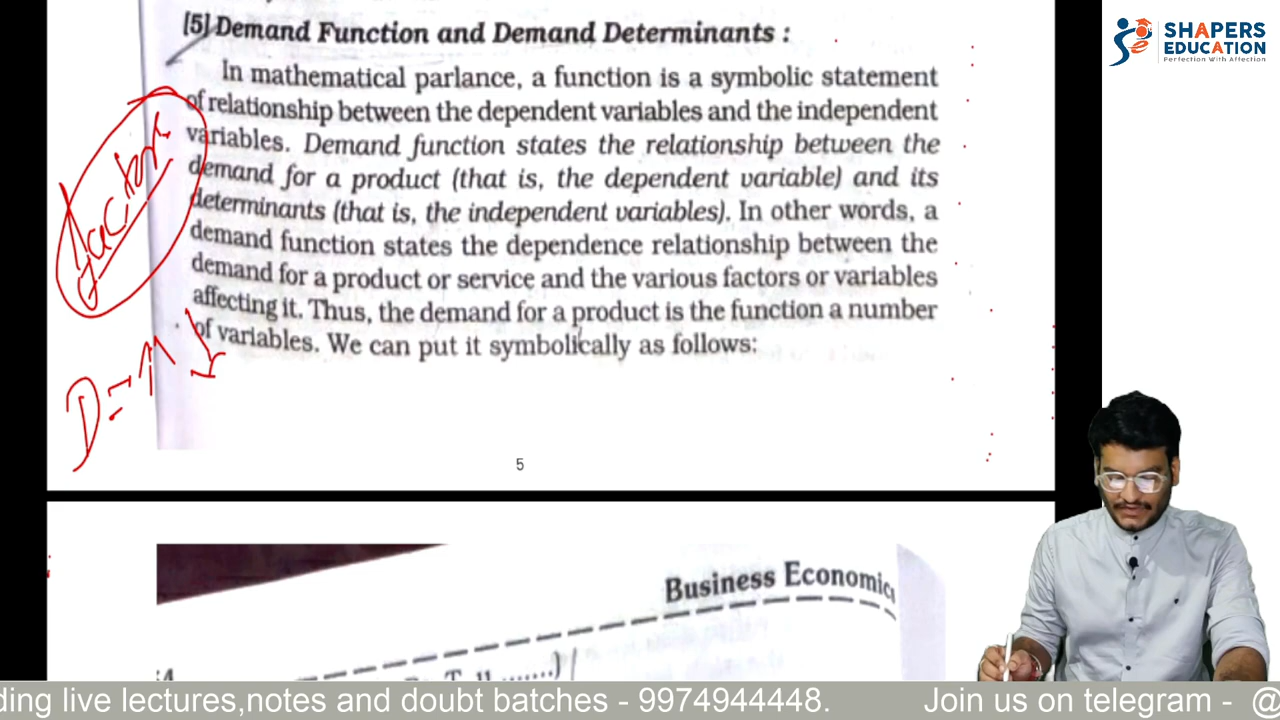 [5] Demand Function and Demand Determinants :
SHAPERS
EDUCATION
Perfection With Affection
In mathematical parlance, a function is a symbolic statement
of relationship between the dependent variables and the independent
variables. Demand function states the relationship between the
demand for a product (that is, the dependent variable) and its
determinants (that is, the independent variables). In other words, a
demand function states the dependence relationship between the
demand for a product or service and the various factors or variables
affecting it. Thus, the demand for a product is the function a number
of variables. We can put it symbolically as follows:
factors
5
Business Economic
ding live lectures,notes and doubt batches - 9974944448. Join us on telegram - @